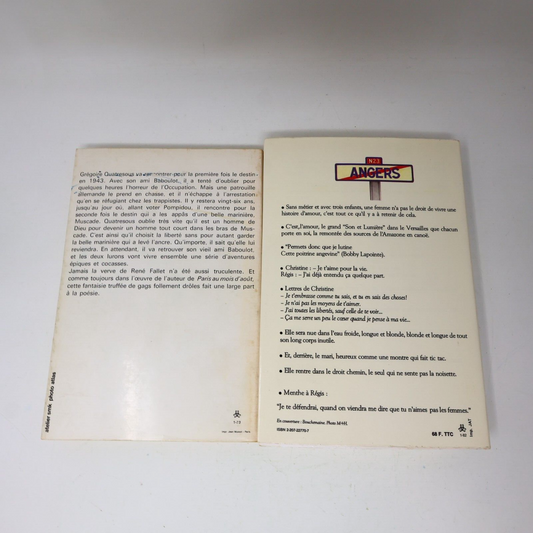 Grégoire Quatresous va rencontrer pour la première fois le destin
en 1943. Avec son ami Baboulot, il a tenté d'oublier pour
quelques heures l'horreur de l'Occupation. Mais une patrouille
allemande le prend en chasse, et il n'échappe à l'arrestation
qu'en se réfugiant chez les trappistes. Il y restera vingt-six ans,
jusqu'au jour où, allant voter Pompidou, il rencontre pour la
seconde fois le destin qui a les appâs d'une belle marinière,
Muscade. Quatresous oublie très vite qu'il est un homme de
Dieu pour devenir un homme tout court dans les bras de Mus-
cade. C'est ainsi qu'il choisit la liberté sans pour autant garder
la belle marinière qui a levé l'ancre. Qu'importe, il sait qu'elle lui
reviendra. En attendant, il va retrouver son vieil ami Baboulot,
et les deux lurons vont vivre ensemble une série d'aventures
épiques et cocasses.
Jamais la verve de René Fallet n'a été aussi truculente. Et
comme toujours dans l'œuvre de l'auteur de Paris au mois d'août,
cette fantaisie truffée de gags follement drôles fait une large part
à la poésie.
atelier smk photo atlas
1-13
N23
ANGERS
• Sans métier et avec trois enfants, une femme n'a pas le droit de vivre une
histoire d'amour, c'est tout ce qu'il y a à retenir de cela.
• C'est, l'amour, le grand "Son et Lumière" dans le Versailles que chacun
porte en soi, la remontée des sources de l'Amazone en canoë.
• "Permets donc que je lutine
Cette poitrine angevine" (Bobby Lapointe).
• Christine : – Je t'aime pour la vie.
Régis : – J'ai déjà entendu ça quelque part.
• Lettres de Christine
– Je t'embrasse comme tu sais, et tu en sais des choses!
– Je n'ai pas les moyens de t'aimer.
– J'ai toutes les libertés, sauf celle de te voir...
– Ça me serre un peu le cœur quand je pense à ma vie...
• Elle sera nue dans l'eau froide, longue et blonde, blonde et longue de tout
son long corps inutile.
• Et, derrière, le mari, heureux comme une montre qui fait tic tac.
• Elle rentre dans le droit chemin, le seul qui ne sente pas la noisette.
• Menthe à Régis :
"Je te défendrai, quand on viendra me dire que tu n'aimes pas les femmes."
ISBN 2-207-22770-7
68 F. TTC